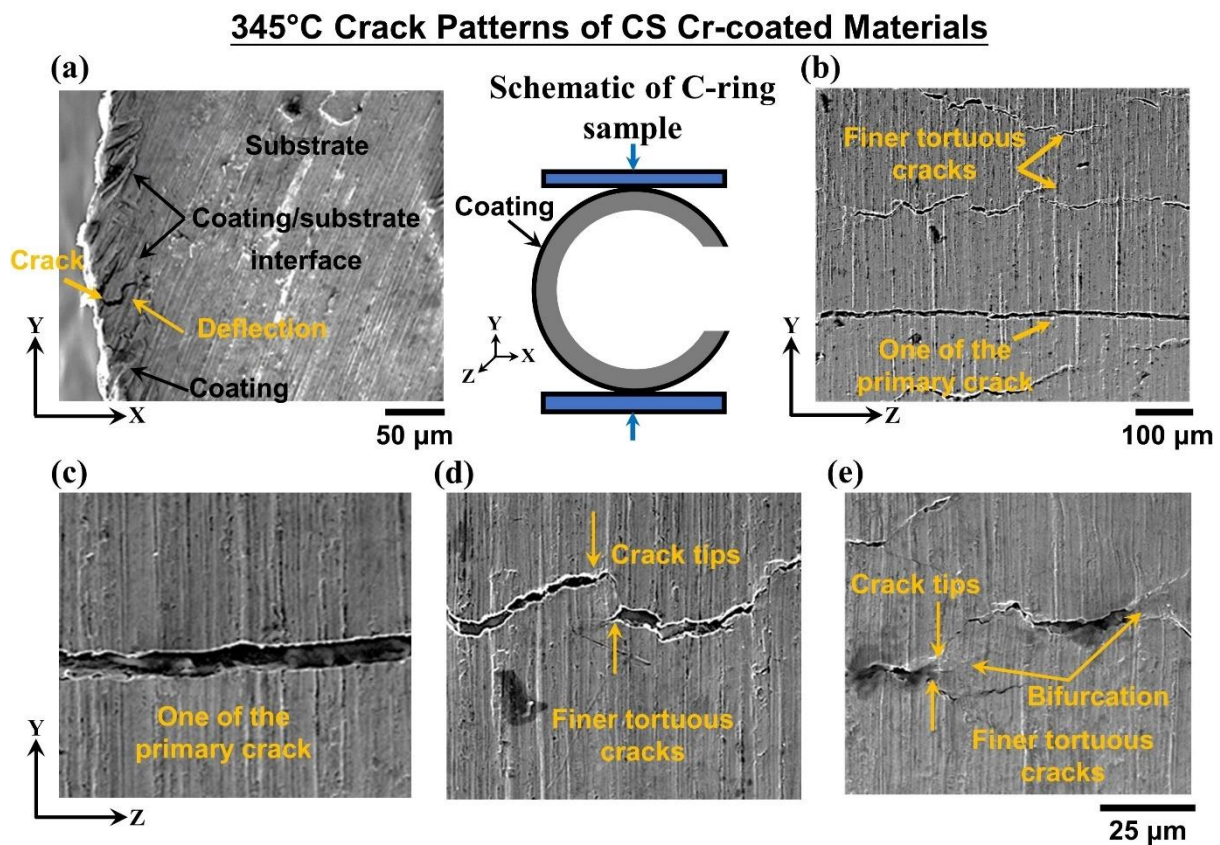 345°C Crack Patterns of CS Cr-coated Materials
(a)
Substrate
Coating/substrate
interface
Crack
Deflection
Coating
Y
X
50 µm
Schematic of C-ring
sample
Coating
Y
X
Z
(b)
Finer tortuous
cracks
One of the
primary crack
Y
Z
100 µm
(c)
One of the
primary crack
Y
Z
(d)
Crack tips
Finer tortuous
cracks
(e)
Crack tips
Bifurcation
Finer tortuous
cracks
25 µm